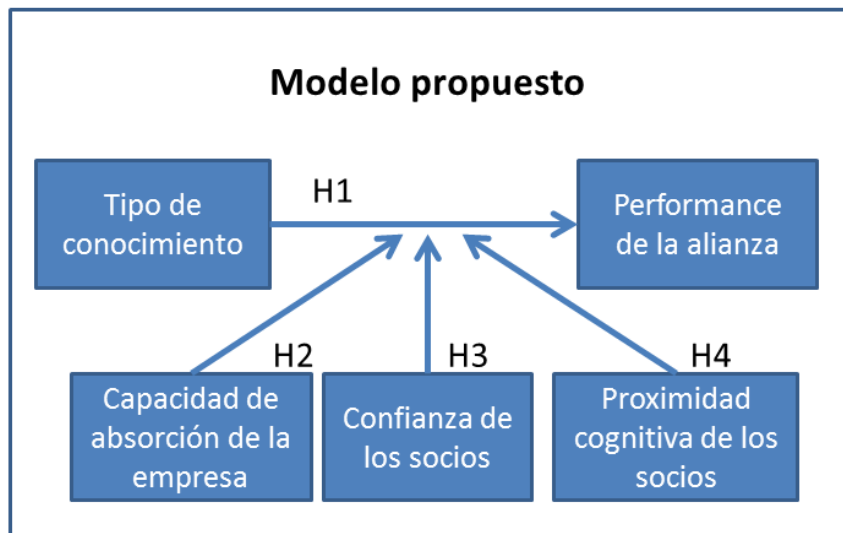 Modelo propuesto
Tipo de
conocimiento
H1
Performance
de la alianza
H2
H3
H4
Capacidad de
absorción de la
empresa
Confianza de
los socios
Proximidad
cognitiva de los
socios